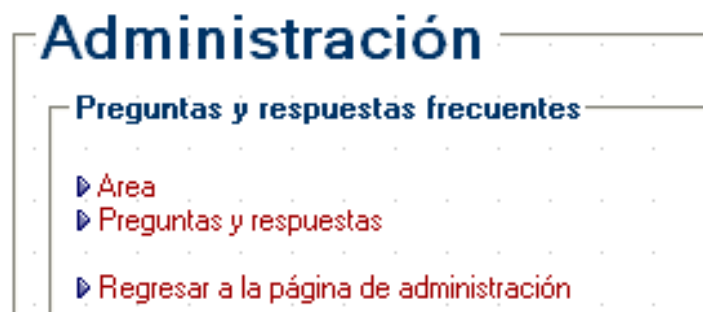 Administración
Preguntas y respuestas frecuentes
Area
Preguntas y respuestas
Regresar a la página de administración